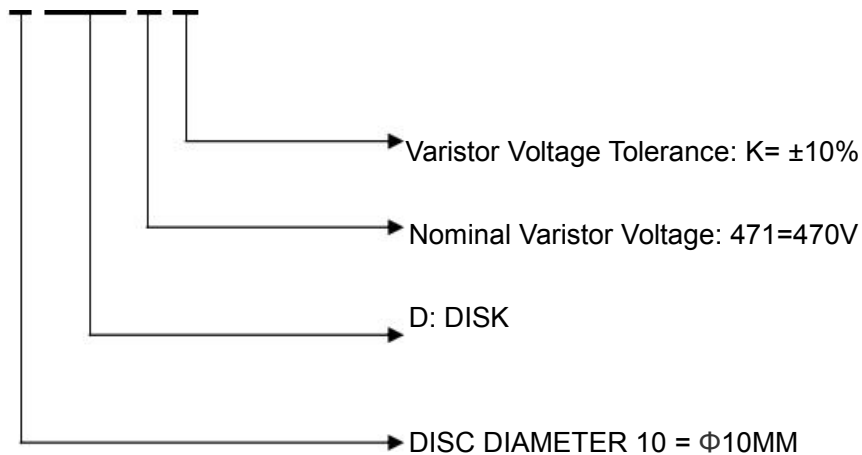 Varistor Voltage Tolerance: K= ±10%
Nominal Varistor Voltage: 471=470V
D: DISK
DISC DIAMETER 10 = Φ10MM